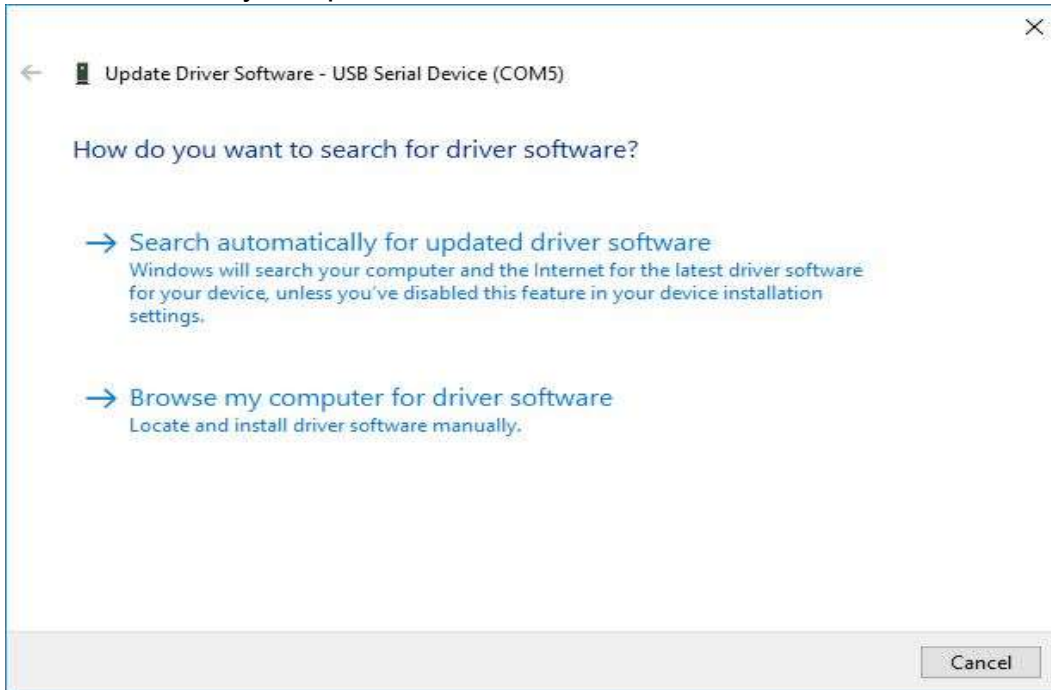 Update Driver Software - USB Serial Device (COM5)
How do you want to search for driver software?
Search automatically for updated driver software
Windows will search your computer and the Internet for the latest driver software
for your device, unless you've disabled this feature in your device installation
settings.
Browse my computer for driver software
Locate and install driver software manually.
Cancel